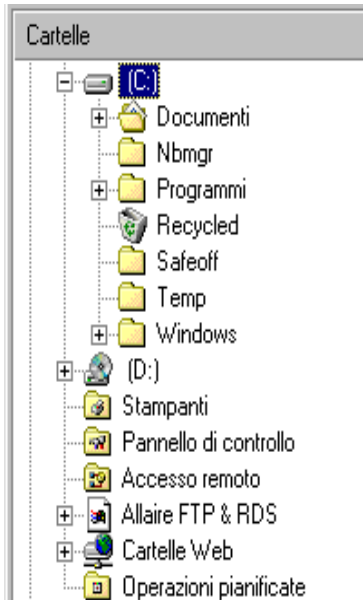 Cartelle
(C:)
Documenti
Nbmgr
Programmi
Recycled
Safeoff
Temp
Windows
(D:)
Stampanti
Pannello di controllo
Accesso remoto
Allaire FTP & RDS
Cartelle Web
Operazioni pianificate